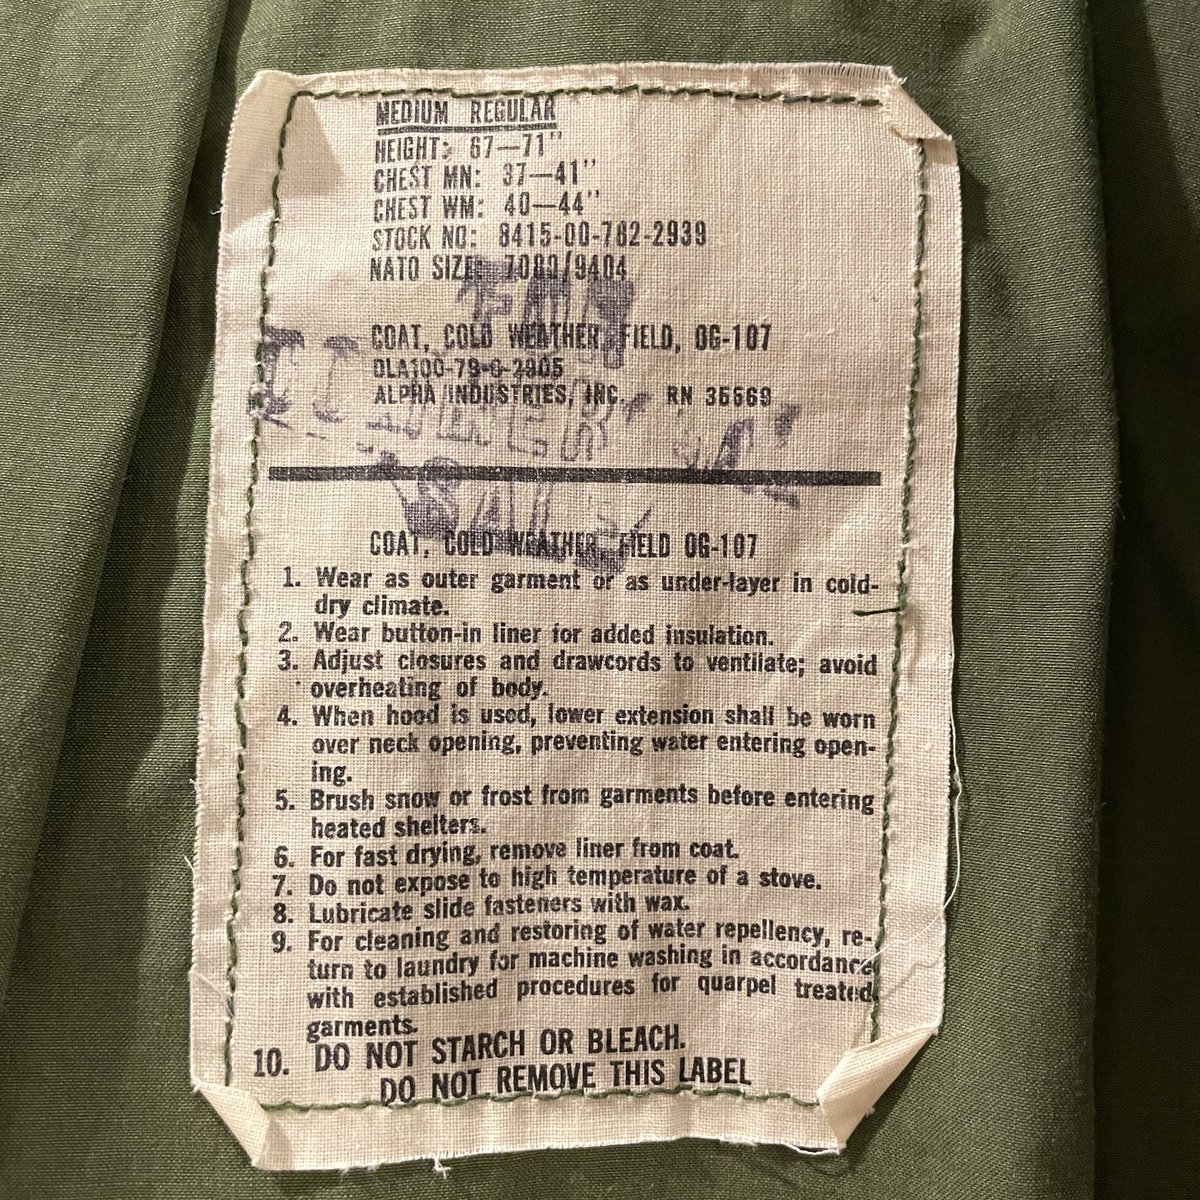 MEDIUM REGULAR
HEIGHT: 67—71"
CHEST MN: 37—41"
CHEST WM: 40—44"
STOCK NO: 8415-00-782-2939
NATO SIZE: 7080/9404
COAT, COLD WEATHER, FIELD, OG-107
DLA100-79-C-2905
ALPHA INDUSTRIES, INC. RN 35569
COAT, COLD WEATHER, FIELD OG-107
1. Wear as outer garment or as under-layer in cold-
dry climate.
2. Wear button-in liner for added insulation.
3. Adjust closures and drawcords to ventilate; avoid
overheating of body.
4. When hood is used, lower extension shall be worn
over neck opening, preventing water entering open-
ing.
5. Brush snow or frost from garments before entering
heated shelters.
6. For fast drying, remove liner from coat.
7. Do not expose to high temperature of a stove.
8. Lubricate slide fasteners with wax.
9. For cleaning and restoring of water repellency, re-
turn to laundry for machine washing in accordance
with established procedures for quarpel treated
garments.
10. DO NOT STARCH OR BLEACH.
DO NOT REMOVE THIS LABEL